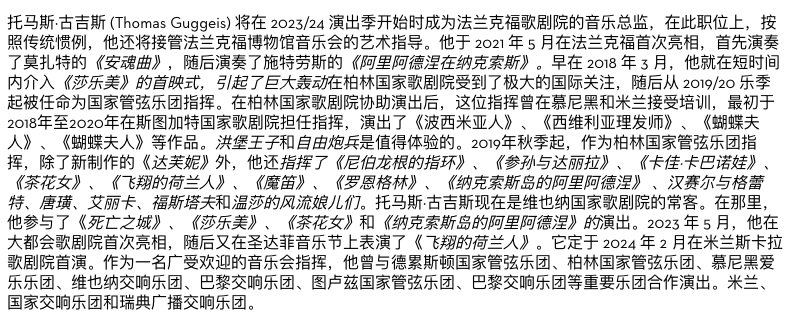 托马斯·古吉斯 (Thomas Guggeis) 将在 2023/24 演出季开始时成为法兰克福歌剧院的音乐总监，在此职位上，按
照传统惯例，他还将接管法兰克福博物馆音乐会的艺术指导。他于 2021 年 5 月在法兰克福首次亮相，首先演奏
了莫扎特的《安魂曲》，随后演奏了施特劳斯的《阿里阿德涅在纳克索斯》。早在 2018 年 3 月，他就在短时间
内介入《莎乐美》的首映式，引起了巨大轰动在柏林国家歌剧院受到了极大的国际关注，随后从 2019/20 乐季
起被任命为国家管弦乐团指挥。在柏林国家歌剧院协助演出后，这位指挥曾在慕尼黑和米兰接受培训，最初于
2018年至2020年在斯图加特国家歌剧院担任指挥，演出了《波西米亚人》、《西维利亚理发师》、《蝴蝶夫
人》、《蝴蝶夫人》等作品。洪堡王子和自由炮兵是值得体验的。2019年秋季起，作为柏林国家管弦乐团指
挥，除了新制作的《达芙妮》外，他还指挥了《尼伯龙根的指环》、《参孙与达丽拉》、《卡佳·卡巴诺娃》、
《茶花女》、《飞翔的荷兰人》、《魔笛》、《罗恩格林》、《纳克索斯岛的阿里阿德涅》 、汉赛尔与格蕾
特、唐璜、艾丽卡、福斯塔夫和温莎的风流娘儿们。托马斯·古吉斯现在是维也纳国家歌剧院的常客。在那里，
他参与了《死亡之城》、《莎乐美》、《茶花女》和《纳克索斯岛的阿里阿德涅》的演出。2023 年 5 月，他在
大都会歌剧院首次亮相，随后又在圣达菲音乐节上表演了《飞翔的荷兰人》。它定于 2024 年 2 月在米兰斯卡拉
歌剧院首演。作为一名广受欢迎的音乐会指挥，他曾与德累斯顿国家管弦乐团、柏林国家管弦乐团、慕尼黑爱
乐乐团、维也纳交响乐团、巴黎交响乐团、图卢兹国家管弦乐团、巴黎交响乐团等重要乐团合作演出。米兰、
国家交响乐团和瑞典广播交响乐团。